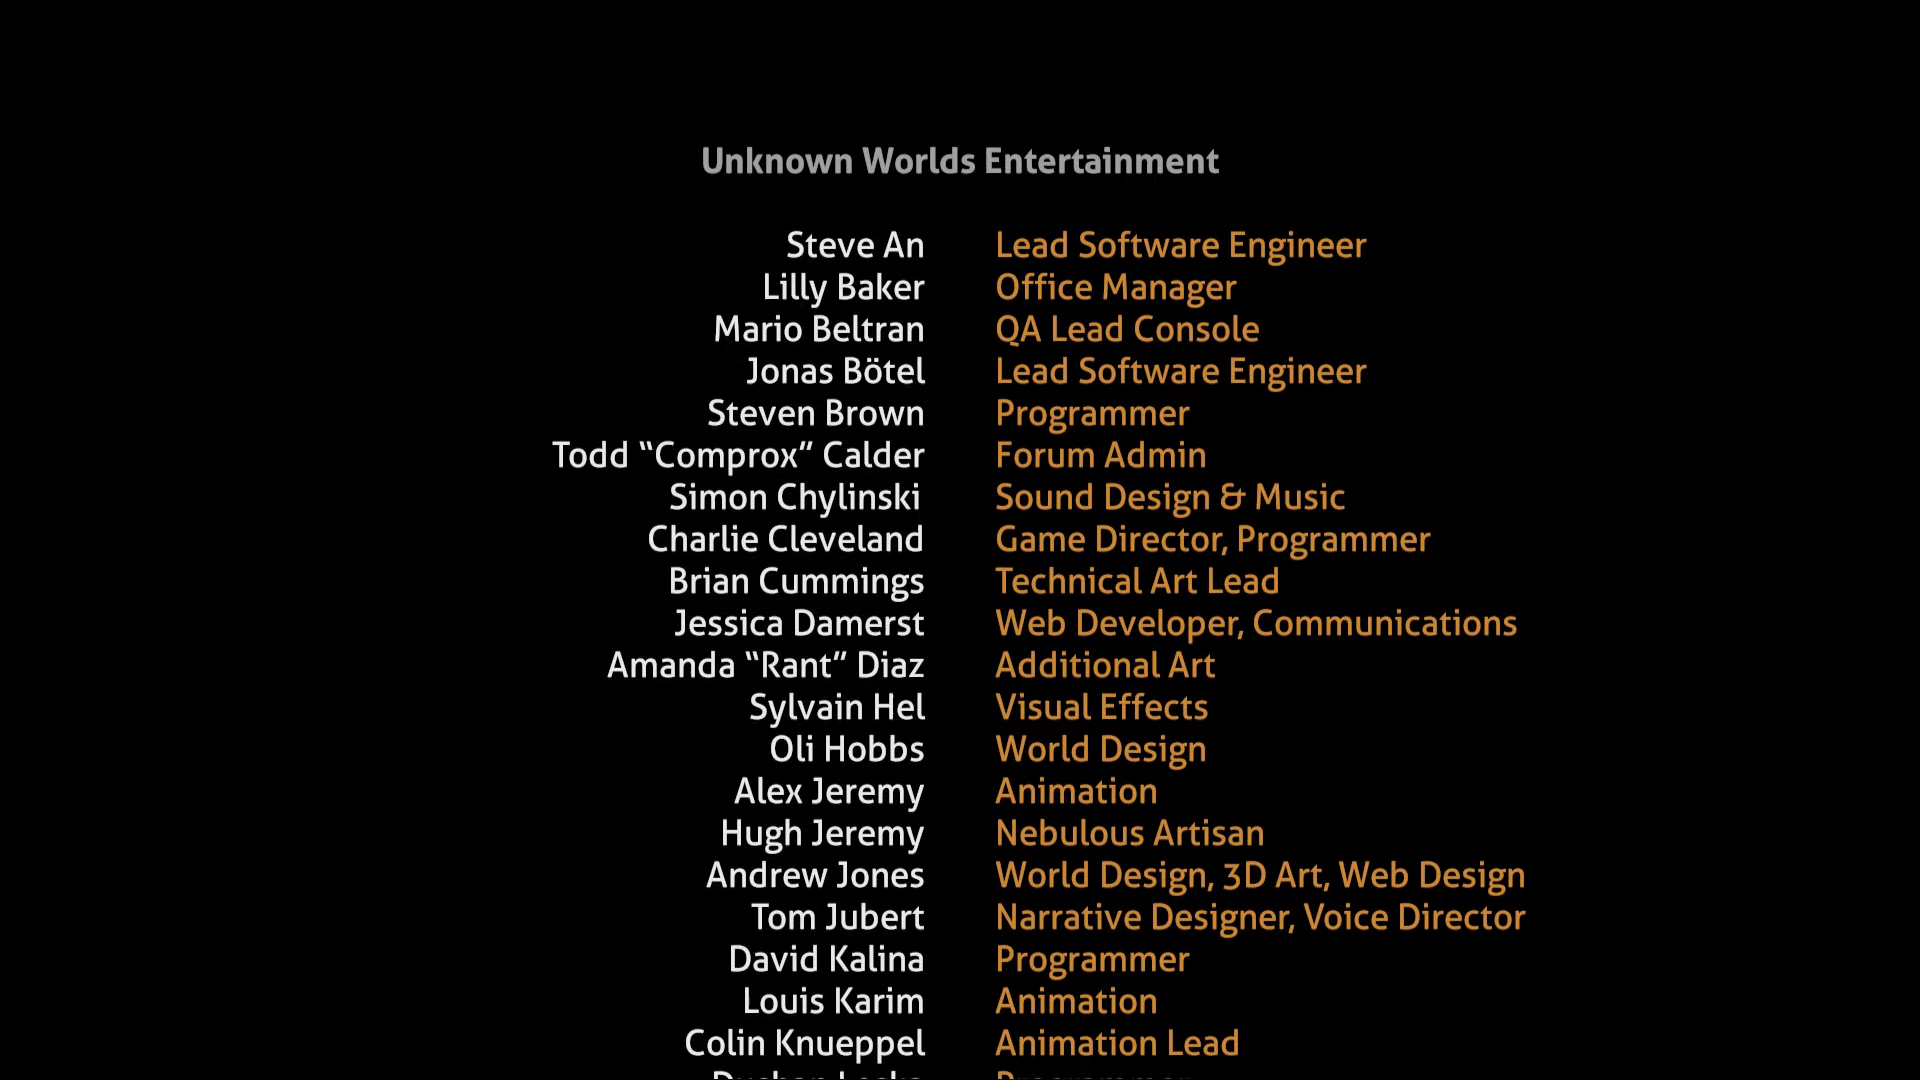 Unknown Worlds Entertainment
Steve An Lead Software Engineer
Lilly Baker Office Manager
Mario Beltran QA Lead Console
Jonas Bötel Lead Software Engineer
Steven Brown Programmer
Todd “Comprox” Calder Forum Admin
Simon Chylinski Sound Design & Music
Charlie Cleveland Game Director, Programmer
Brian Cummings Technical Art Lead
Jessica Damerst Web Developer, Communications
Amanda “Rant” Diaz Additional Art
Sylvain Hel Visual Effects
Oli Hobbs World Design
Alex Jeremy Animation
Hugh Jeremy Nebulous Artisan
Andrew Jones World Design, 3D Art, Web Design
Tom Jubert Narrative Designer, Voice Director
David Kalina Programmer
Louis Karim Animation
Colin Knueppel Animation Lead